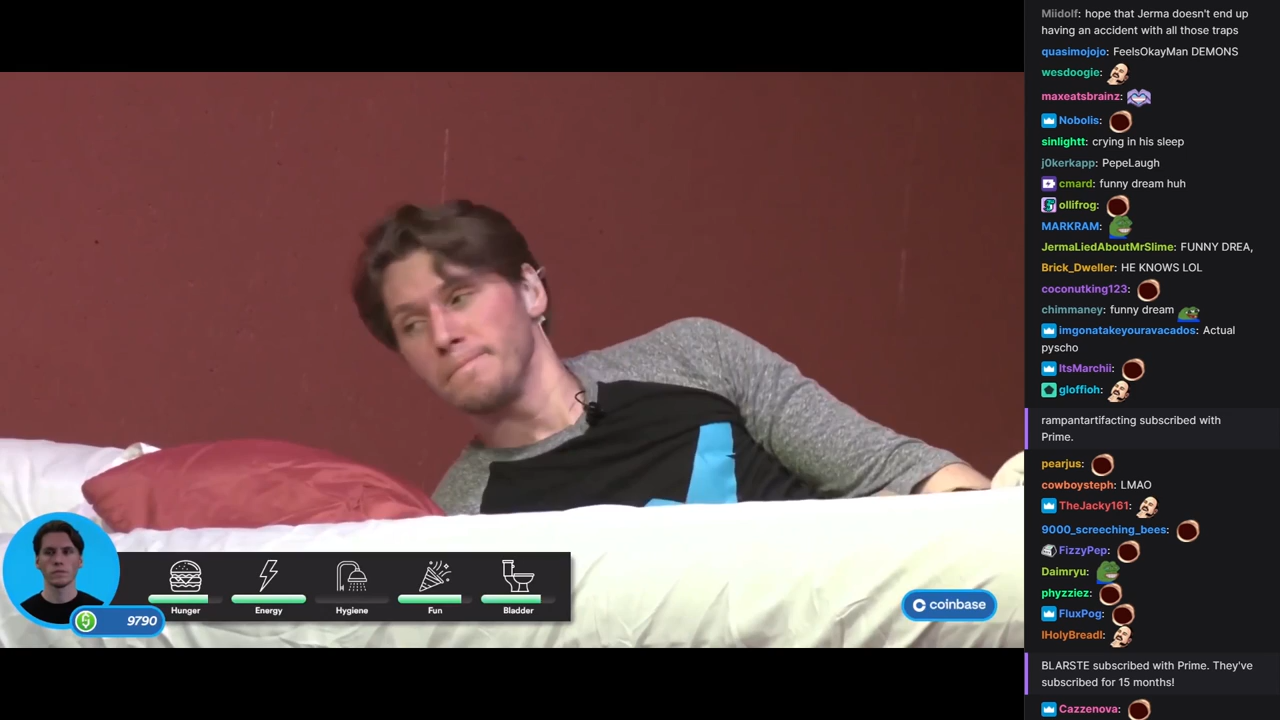 Miidolf: hope that Jerma doesn't end up
having an accident with all those traps
quasimojojo: FeelsOkayMan DEMONS
wesdoogie:
maxeatsbrainz:
Nobolis:
sinlightt: crying in his sleep
j0kerkapp: PepeLaugh
cmard: funny dream huh
ollifrog:
MARKRAM:
JermaLiedAboutMrSlime: FUNNY DREA,
Brick_Dweller: HE KNOWS LOL
coconutking123:
chimmaney: funny dream
imgonatakeyouravacados: Actual
pyscho
ItsMarchii:
gloffioh:
rampantartifacting subscribed with
Prime.
pearjus:
cowboysteph: LMAO
TheJacky161:
9000_screeching_bees:
FizzyPep:
Daimryu:
phyzziez:
FluxPog:
IHolyBreadI:
BLARSTE subscribed with Prime. They've
subscribed for 15 months!
Cazzenova:
Hunger
Energy
Hygiene
Fun
Bladder
9790
coinbase